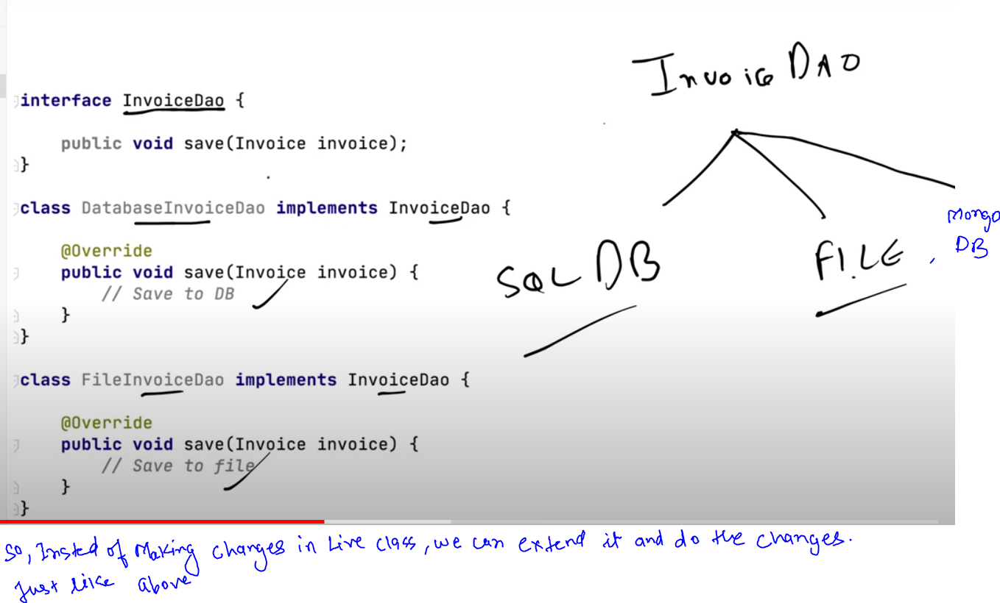 Invoice DAO
interface InvoiceDao {
public void save(Invoice invoice);
}
class DatabaseInvoiceDao implements InvoiceDao {
@Override
public void save(Invoice invoice) {
// Save to DB
}
}
class FileInvoiceDao implements InvoiceDao {
@Override
public void save(Invoice invoice) {
// Save to file
}
}
SQL DB
FILE
, Mongo
DB
So, Insted of Making changes in Live class, we can extend it and do the changes.
Just like above